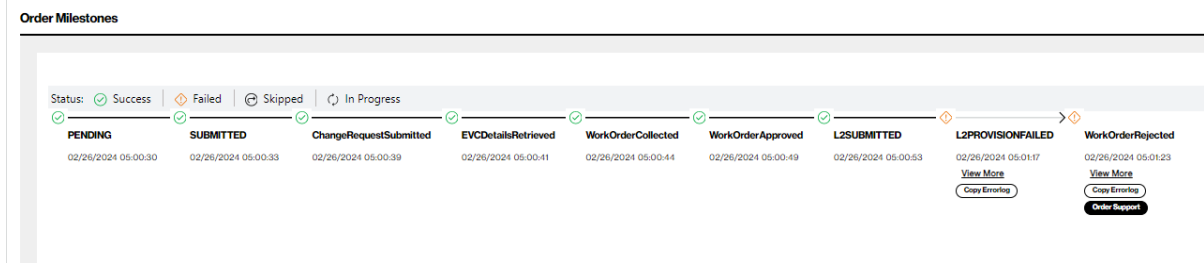 Order Milestones
Status: Success Failed Skipped In Progress
PENDING SUBMITTED ChangeRequestSubmitted EVCDetailsRetrieved WorkOrderCollected WorkOrderApproved L2SUBMITTED L2PROVISIONFAILED WorkOrderRejected
02/26/2024 05:00:30 02/26/2024 05:00:33 02/26/2024 05:00:39 02/26/2024 05:00:41 02/26/2024 05:00:44 02/26/2024 05:00:49 02/26/2024 05:00:53 02/26/2024 05:01:17 02/26/2024 05:01:23
View More View More
Copy Errorlog Copy Errorlog
Order Support